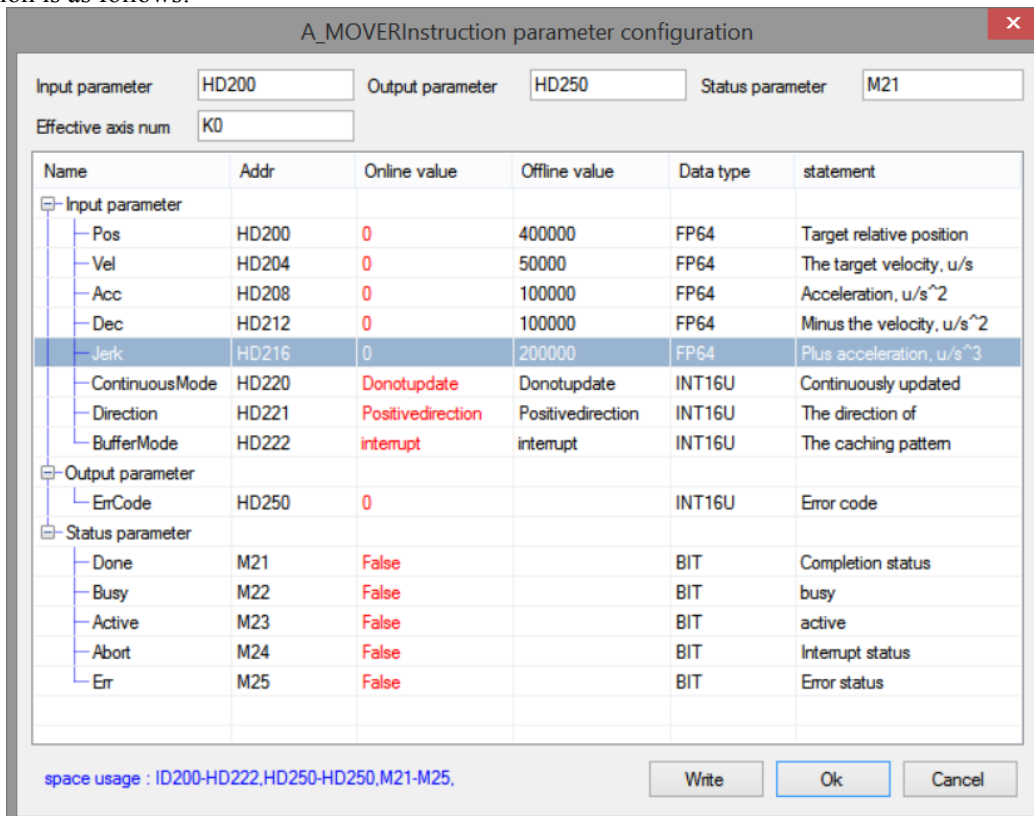 ion is as follows:
A_MOVERInstruction parameter configuration
Input parameter HD200 Output parameter HD250 Status parameter M21
Effective axis num K0
Name Addr Online value Offline value Data type statement
Input parameter
Pos HD200 0 400000 FP64 Target relative position
Vel HD204 0 50000 FP64 The target velocity, u/s
Acc HD208 0 100000 FP64 Acceleration, u/s^2
Dec HD212 0 100000 FP64 Minus the velocity, u/s^2
Jerk HD216 0 200000 FP64 Plus acceleration, u/s^3
ContinuousMode HD220 Donotupdate Donotupdate INT16U Continuously updated
Direction HD221 Positivedirection Positivedirection INT16U The direction of
BufferMode HD222 interrupt interrupt INT16U The caching pattern
Output parameter
ErrCode HD250 0 INT16U Error code
Status parameter
Done M21 False BIT Completion status
Busy M22 False BIT busy
Active M23 False BIT active
Abort M24 False BIT Interrupt status
Err M25 False BIT Error status
space usage : ID200-HD222,HD250-HD250,M21-M25,
Write Ok Cancel